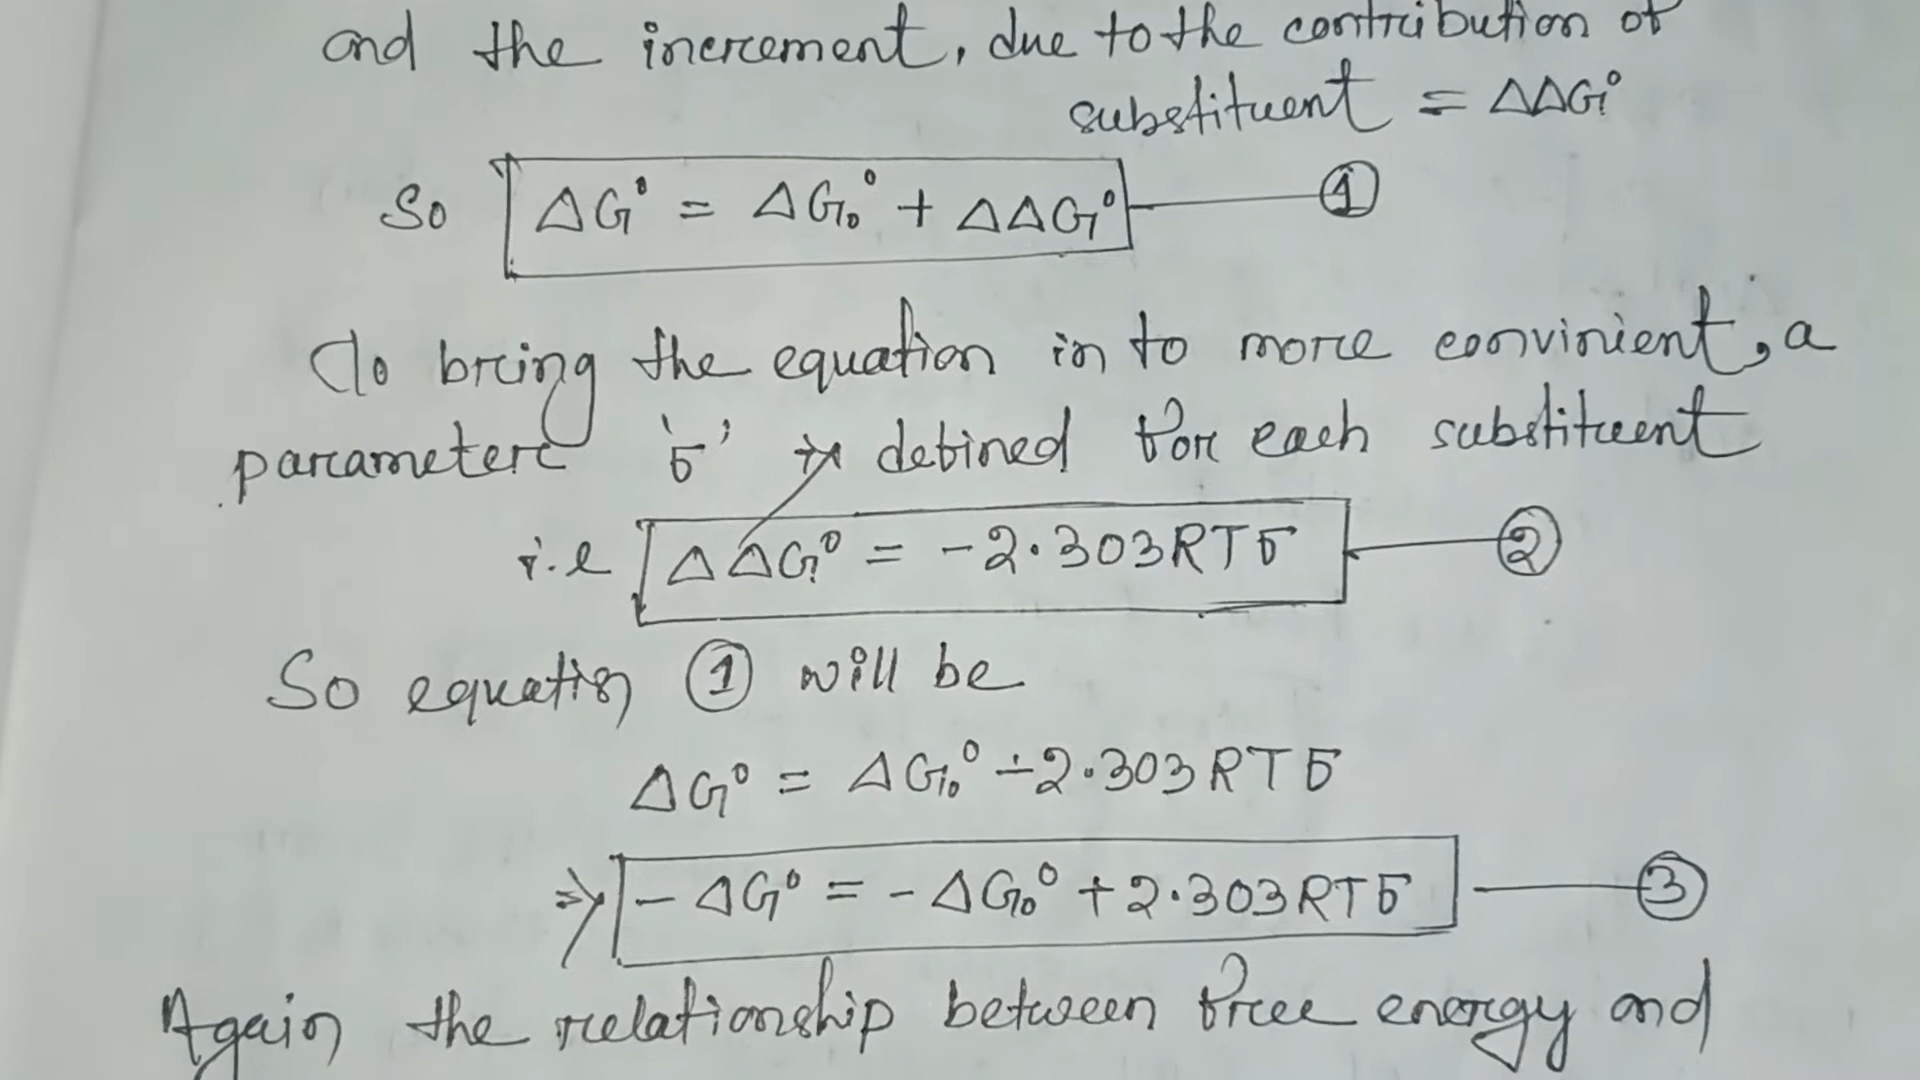 and the increment, due to the contribution of
substituent = ΔΔG°
So ΔG° = ΔG₀° + ΔΔG° ①
To bring the equation in to more convinient, a
parameter 'σ' is defined for each substituent
i.e ΔΔG° = -2.303RTσ ②
So equation ① will be
ΔG° = ΔG₀° -2.303RTσ
⇒ -ΔG° = -ΔG₀° +2.303RTσ ③
Again the relationship between free energy and